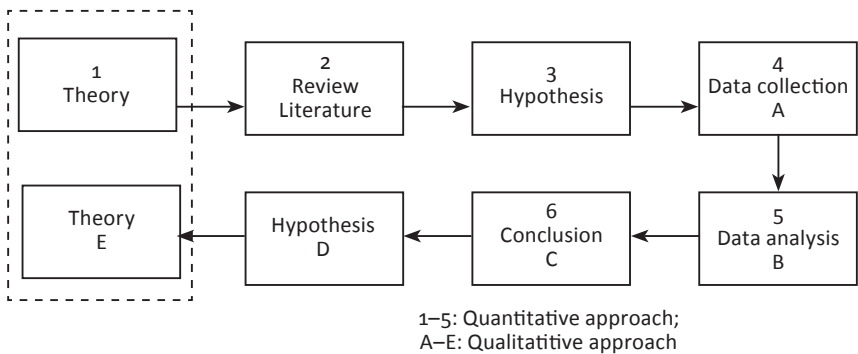 1
Theory
2
Review
Literature
3
Hypothesis
4
Data collection
A
Theory
E
Hypothesis
D
6
Conclusion
C
5
Data analysis
B
1–5: Quantitative approach;
A–E: Qualitatitive approach